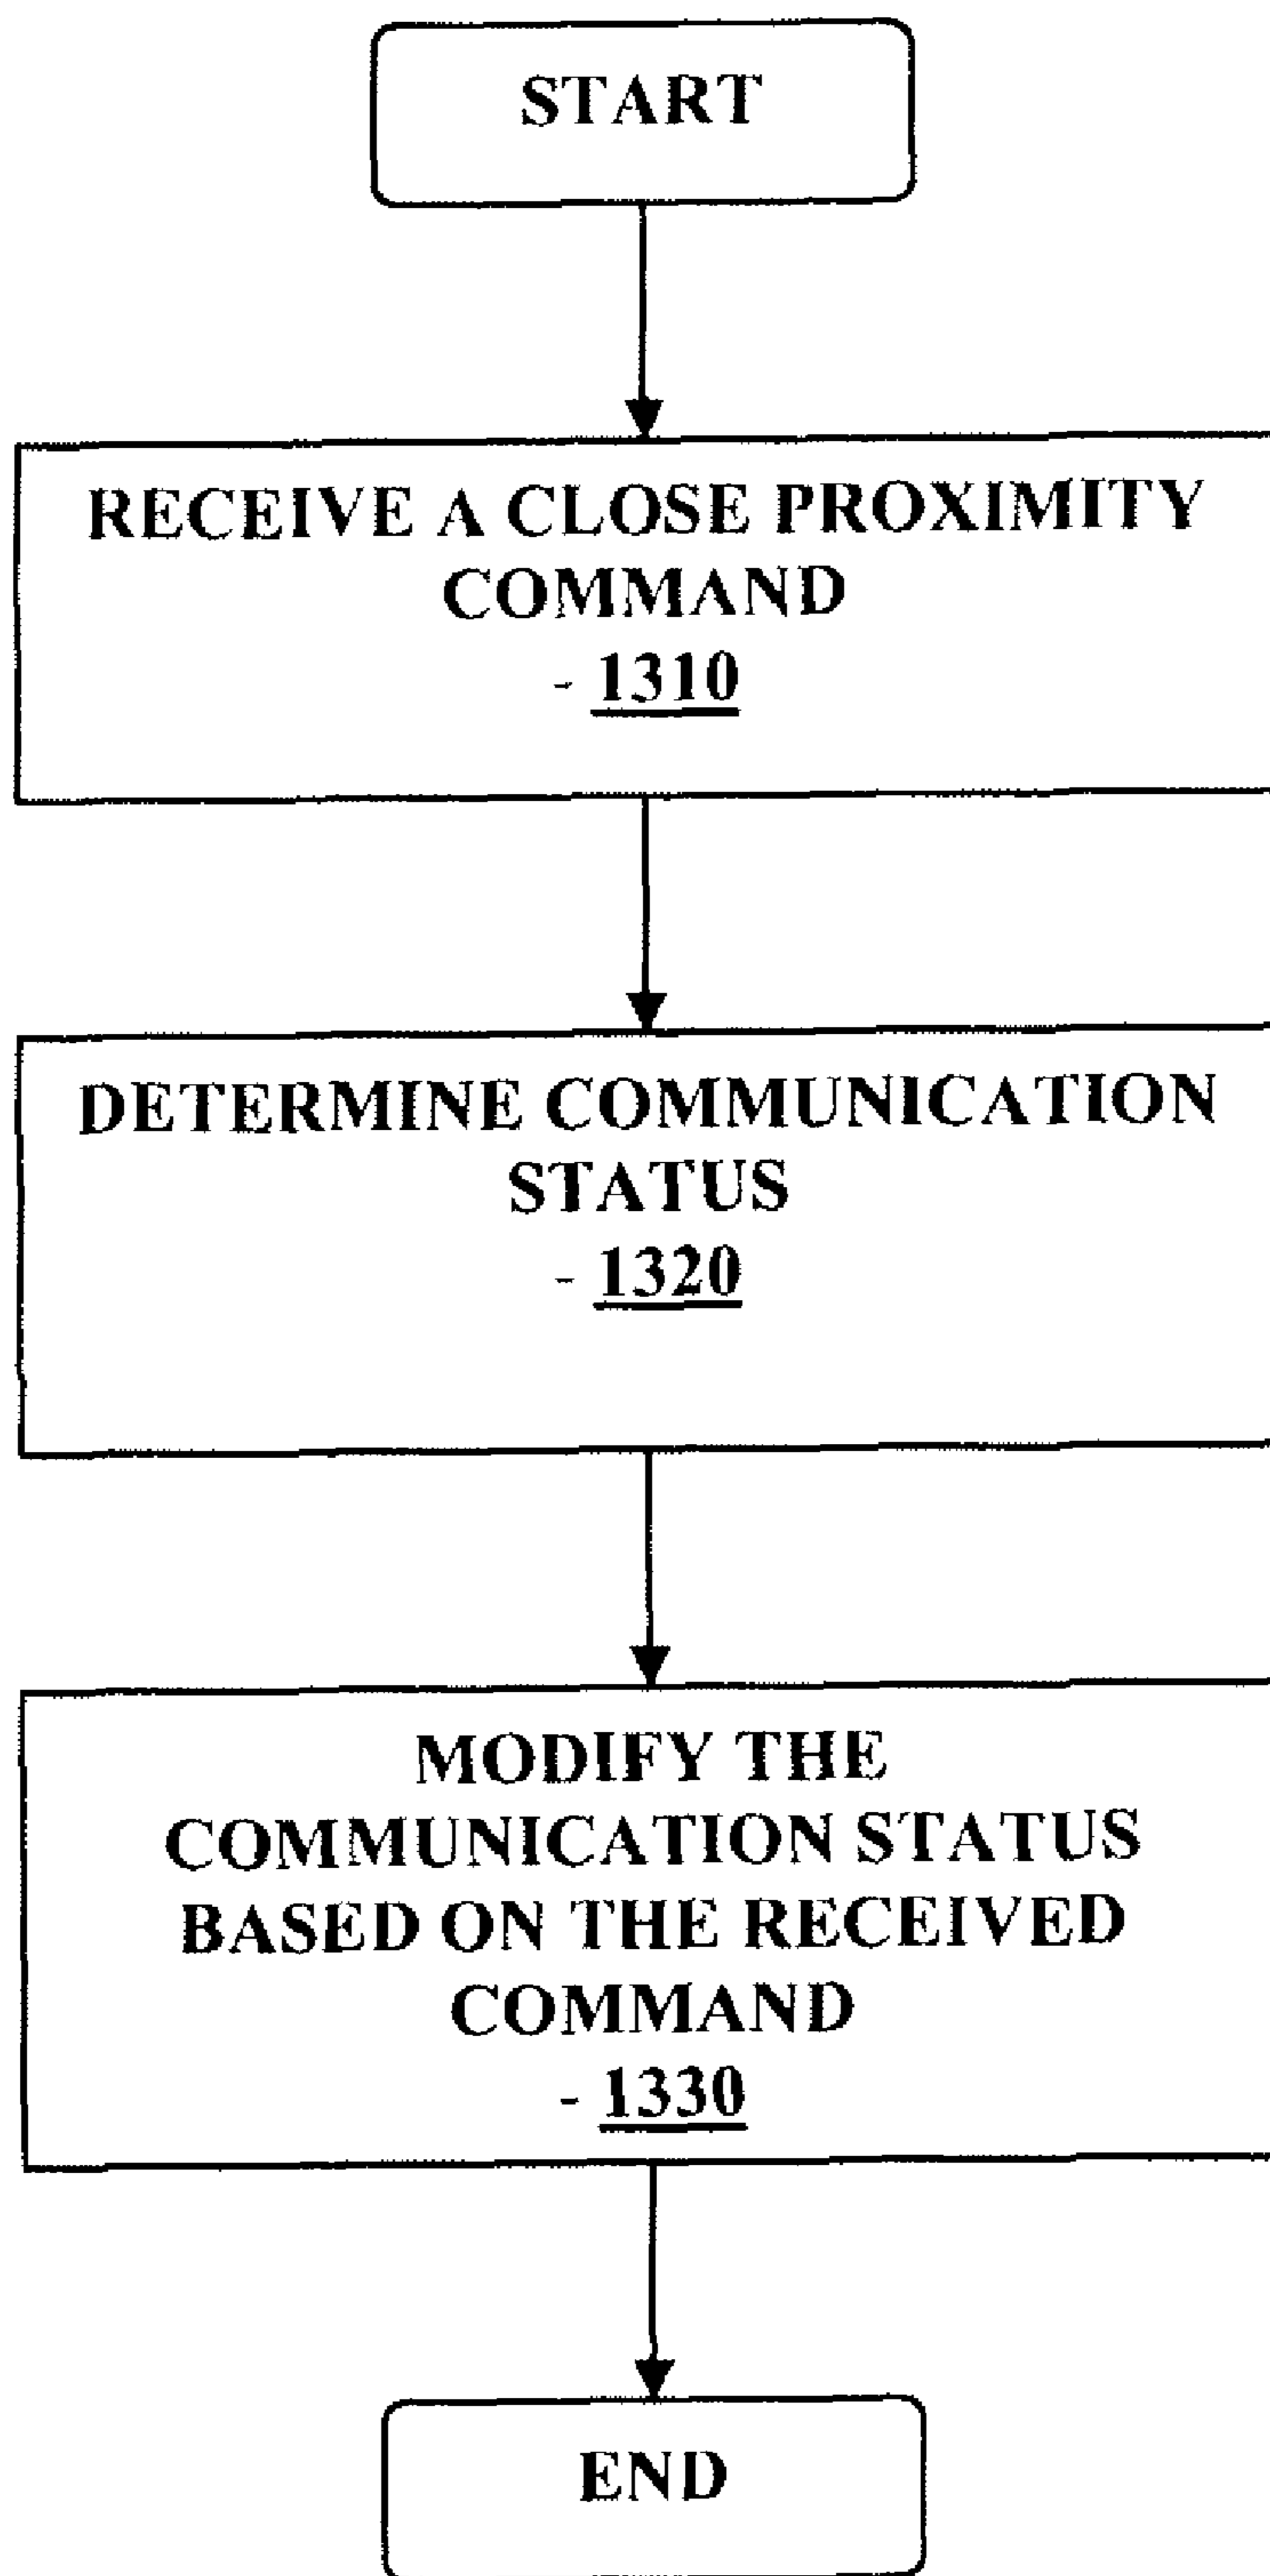 START
RECEIVE A CLOSE PROXIMITY
COMMAND
- 1310
DETERMINE COMMUNICATION
STATUS
- 1320
MODIFY THE
COMMUNICATION STATUS
BASED ON THE RECEIVED
COMMAND
- 1330
END